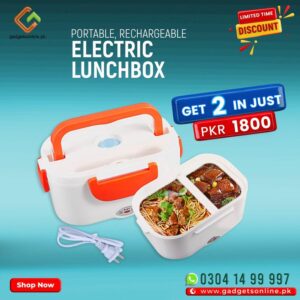 gadgetsonline.pk
LIMITED TIME
DISCOUNT
PORTABLE, RECHARGEABLE
ELECTRIC
LUNCHBOX
GET 2 IN JUST
PKR 1800
Shop Now
0304 14 99 997
www.gadgetsonline.pk